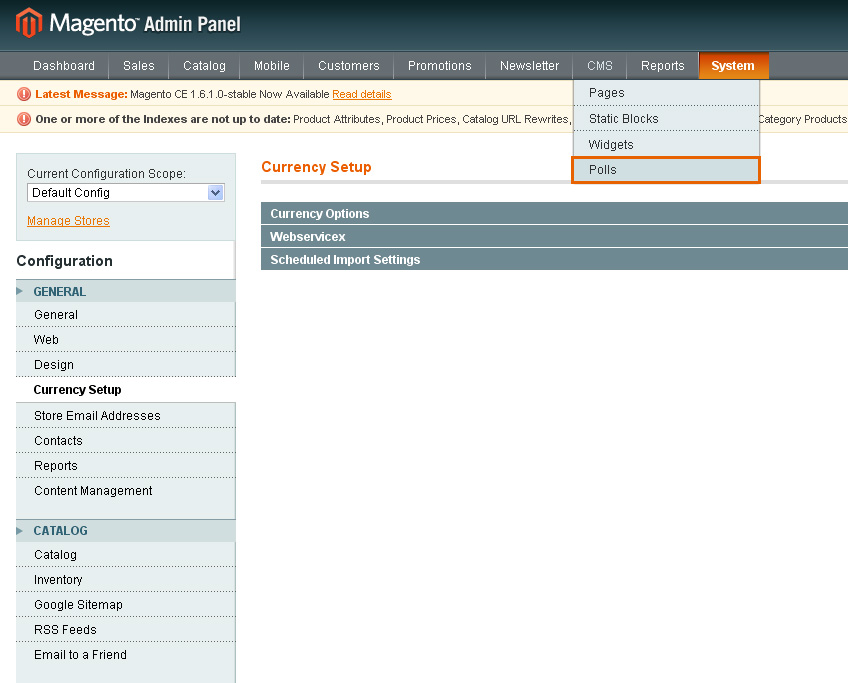 Magento™ Admin Panel
Dashboard Sales Catalog Mobile Customers Promotions Newsletter CMS Reports System
Latest Message: Magento CE 1.6.1.0-stable Now Available Read details
One or more of the Indexes are not up to date: Product Attributes, Product Prices, Catalog URL Rewrites, Category Products
Pages
Static Blocks
Widgets
Polls
Current Configuration Scope:
Default Config
Manage Stores
Configuration
GENERAL
General
Web
Design
Currency Setup
Store Email Addresses
Contacts
Reports
Content Management
CATALOG
Catalog
Inventory
Google Sitemap
RSS Feeds
Email to a Friend
Currency Setup
Currency Options
Webservicex
Scheduled Import Settings